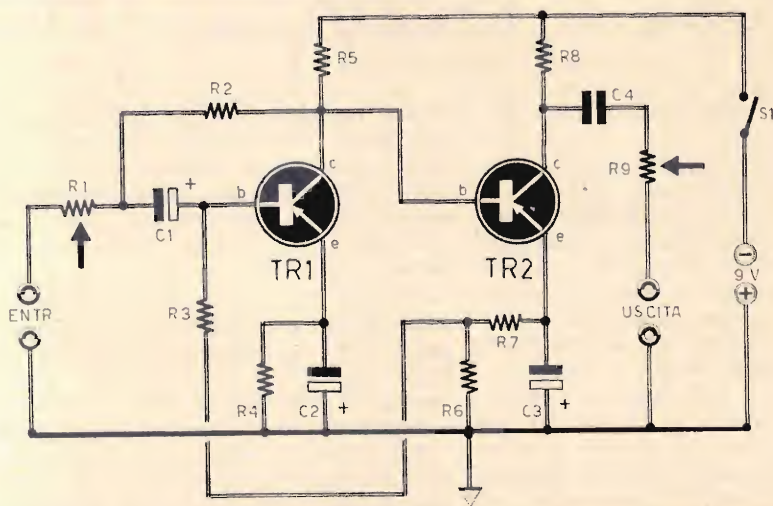 R5
R8
R2
C4
S1
R1
+
b
c
b
c
R9
C1
e
e
TR1
TR2
−
9 V
+
ENTR.
R3
R7
USCITA
R4
C2
+
R6
C3
+